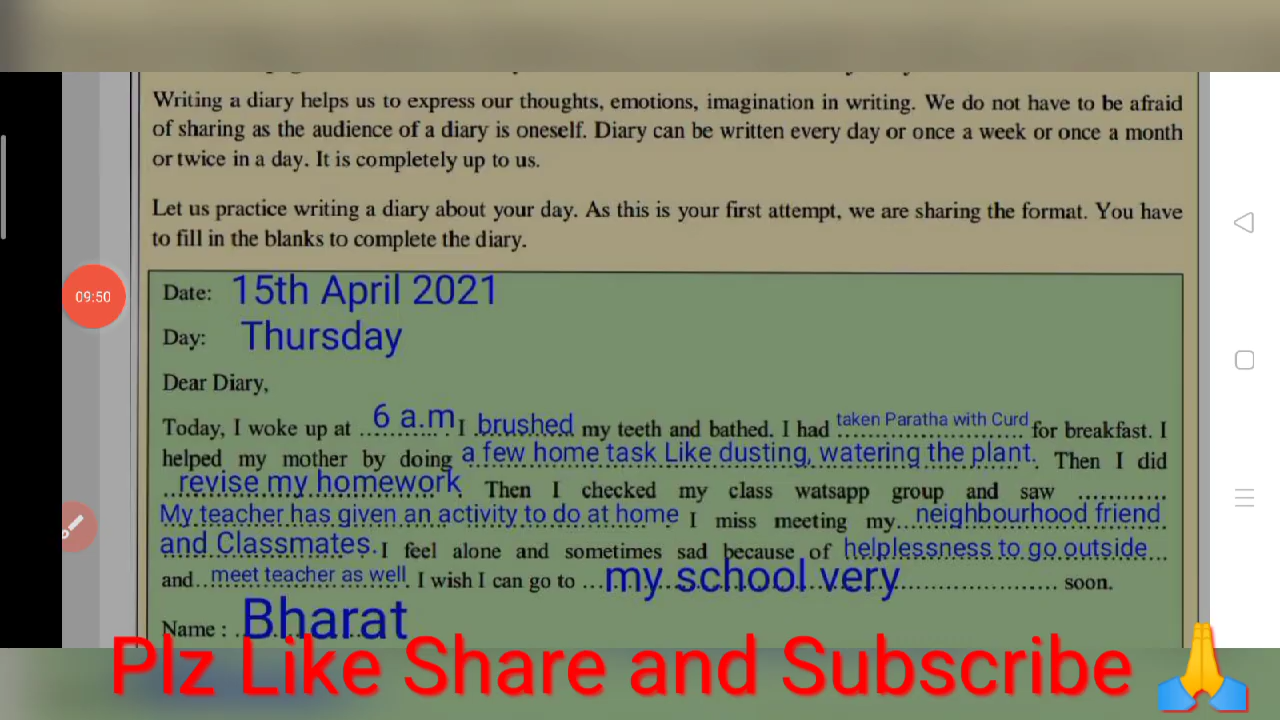 Writing a diary helps us to express our thoughts, emotions, imagination in writing. We do not have to be afraid
of sharing as the audience of a diary is oneself. Diary can be written every day or once a week or once a month
or twice in a day. It is completely up to us.
Let us practice writing a diary about your day. As this is your first attempt, we are sharing the format. You have
to fill in the blanks to complete the diary.
Date: 15th April 2021
09:50
Day: Thursday
Dear Diary,
Today, I woke up at 6 a.m I brushed my teeth and bathed. I had taken Paratha with Curd for breakfast. I
helped my mother by doing a few home task Like dusting, watering the plant. Then I did
revise my homework Then I checked my class watsapp group and saw ............
My teacher has given an activity to do at home I miss meeting my..neighbourhood friend
and Classmates. I feel alone and sometimes sad because of helplessness to go outside...
and..meet teacher as well. I wish I can go to ...my school very.............................. soon.
Name : Bharat
Plz Like Share and Subscribe 🙏